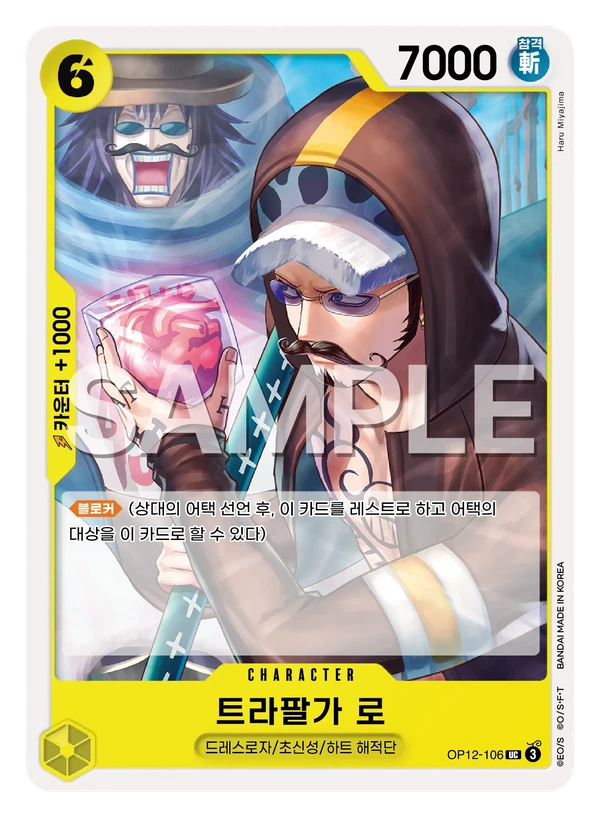 6
7000
참격
斬
Haru Miyajima
카운터 +1000
SAMPLE
블로커 (상대의 어택 선언 후, 이 카드를 레스트로 하고 어택의
대상을 이 카드로 할 수 있다)
CHARACTER
트라팔가 로
드레스로자/초신성/하트 해적단
OP12-106 UC 3
©EO/S ©O/S·F·T BANDAI MADE IN KOREA